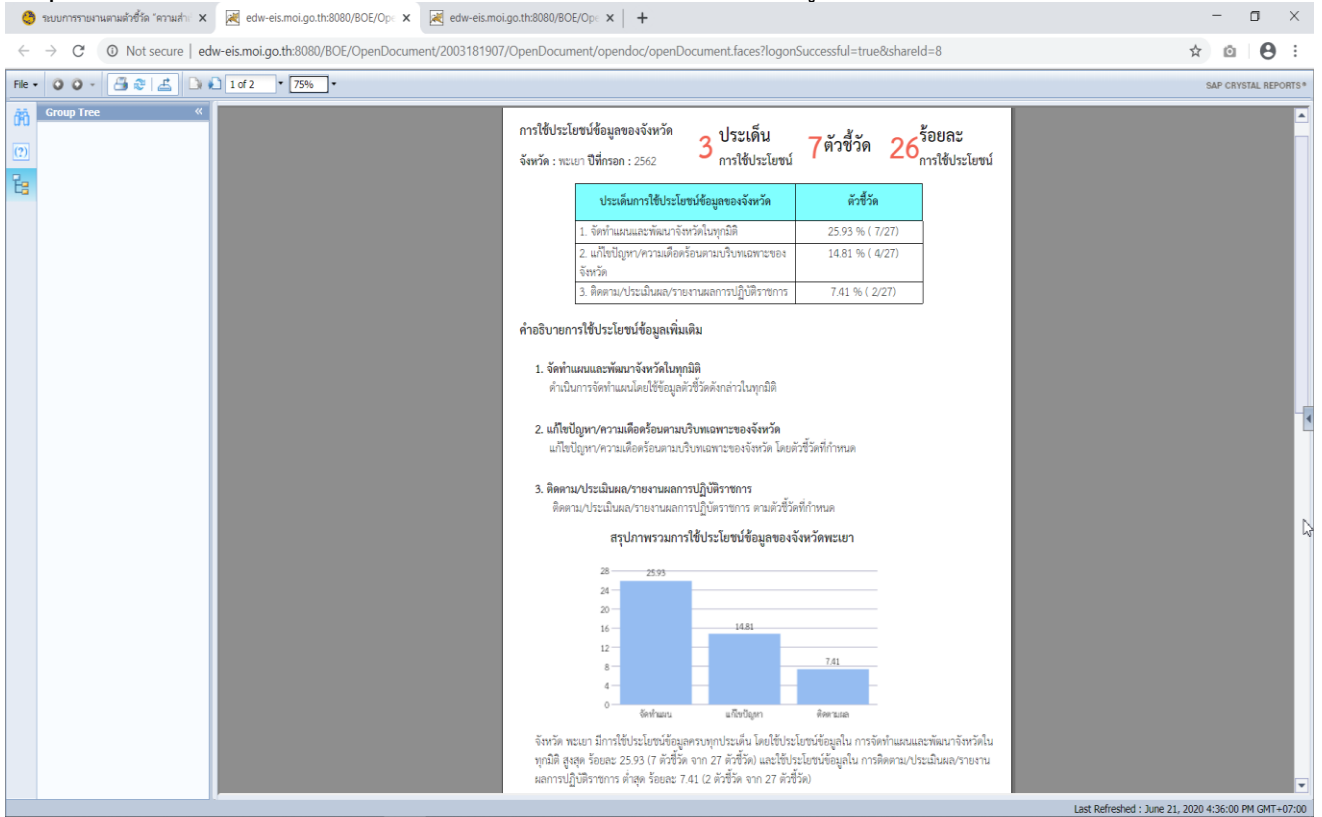 ระบบการรายงานตามตัวชี้วัด "ความสำ
edw-eis.moi.go.th:8080/BOE/Ope
edw-eis.moi.go.th:8080/BOE/Ope
Not secure | edw-eis.moi.go.th:8080/BOE/OpenDocument/2003181907/OpenDocument/opendoc/openDocument.faces?logonSuccessful=true&shareId=8
File
1 of 2
75%
SAP CRYSTAL REPORTS®
Group Tree
การใช้ประโยชน์ข้อมูลของจังหวัด
จังหวัด : พะเยา ปีที่กรอก : 2562
3 ประเด็น
การใช้ประโยชน์
7 ตัวชี้วัด
26 ร้อยละ
การใช้ประโยชน์
ประเด็นการใช้ประโยชน์ข้อมูลของจังหวัด ตัวชี้วัด
1. จัดทำแผนและพัฒนาจังหวัดในทุกมิติ 25.93 % ( 7/27)
2. แก้ไขปัญหา/ความเดือดร้อนตามบริบทเฉพาะของ 14.81 % ( 4/27)
จังหวัด
3. ติดตาม/ประเมินผล/รายงานผลการปฏิบัติราชการ 7.41 % ( 2/27)
คำอธิบายการใช้ประโยชน์ข้อมูลเพิ่มเติม
1. จัดทำแผนและพัฒนาจังหวัดในทุกมิติ
ดำเนินการจัดทำแผนโดยใช้ข้อมูลตัวชี้วัดดังกล่าวในทุกมิติ
2. แก้ไขปัญหา/ความเดือดร้อนตามบริบทเฉพาะของจังหวัด
แก้ไขปัญหา/ความเดือดร้อนตามบริบทเฉพาะของจังหวัด โดยตัวชี้วัดที่กำหนด
3. ติดตาม/ประเมินผล/รายงานผลการปฏิบัติราชการ
ติดตาม/ประเมินผล/รายงานผลการปฏิบัตราชการ ตามตัวชี้วัดที่กำหนด
สรุปภาพรวมการใช้ประโยชน์ข้อมูลของจังหวัดพะเยา
28
24
20
16
12
8
4
0
25.93
14.81
7.41
จัดทำแผน แก้ไขปัญหา ติดตามผล
จังหวัด พะเยา มีการใช้ประโยชน์ข้อมูลครบทุกประเด็น โดยใช้ประโยชน์ข้อมูลใน การจัดทำแผนและพัฒนาจังหวัดใน
ทุกมิติ สูงสุด ร้อยละ 25.93 (7 ตัวชี้วัด จาก 27 ตัวชี้วัด) และใช้ประโยชน์ข้อมูลใน การติดตาม/ประเมินผล/รายงาน
ผลการปฏิบัติราชการ ต่ำสุด ร้อยละ 7.41 (2 ตัวชี้วัด จาก 27 ตัวชี้วัด)
Last Refreshed : June 21, 2020 4:36:00 PM GMT+07:00